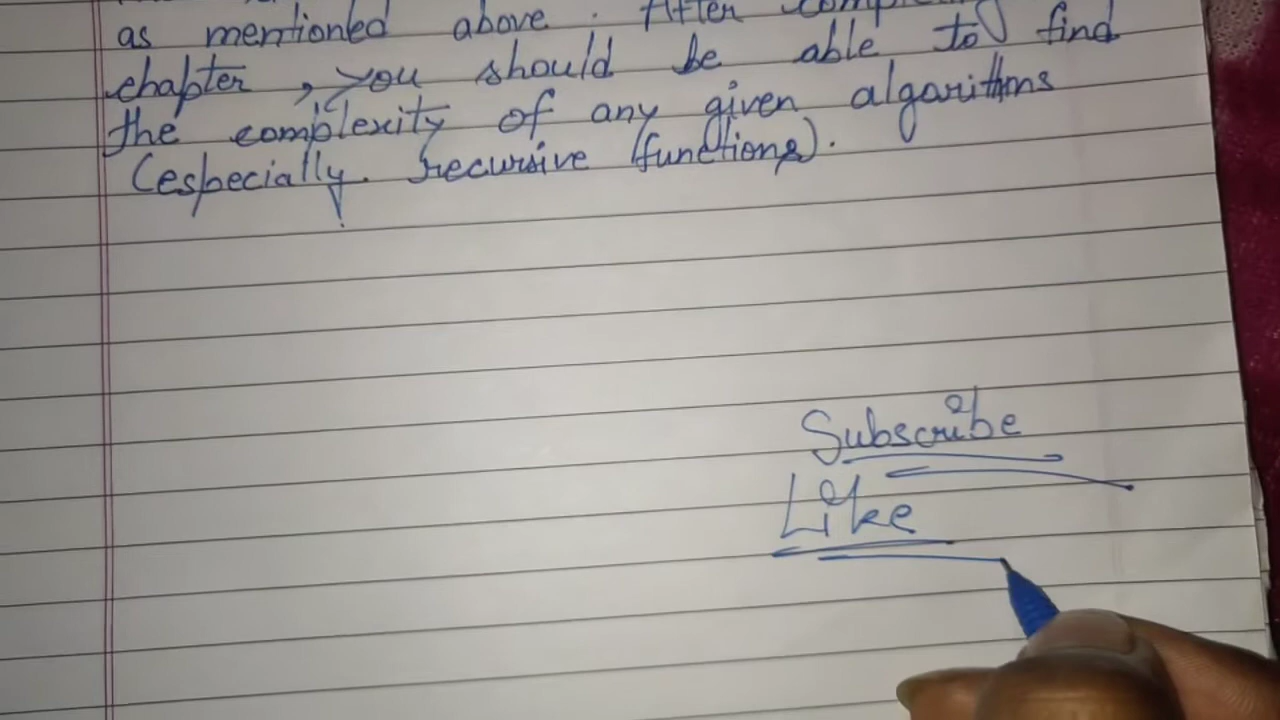 as mentioned above. After
chapter, you should be able to find
the complexity of any given algorithms
(especially recursive functions).
Subscribe
Like